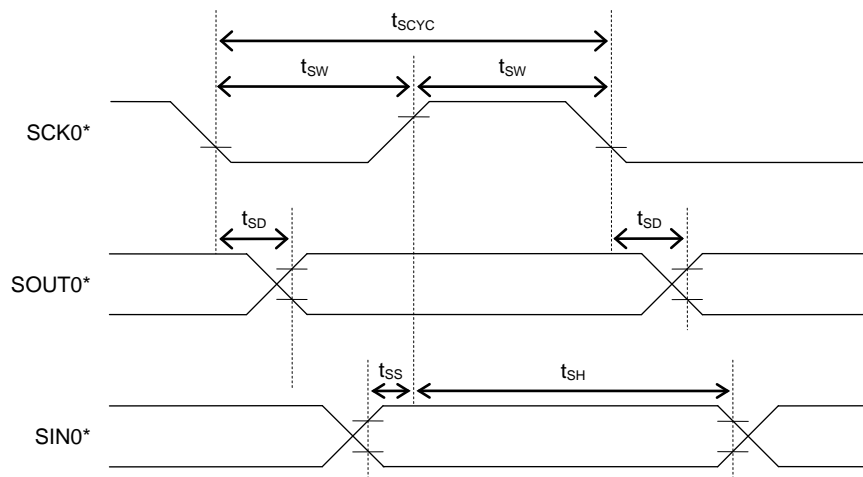 tSCYC
tSW tSW
SCK0*
tSD tSD
SOUT0*
tSS tSH
SIN0*